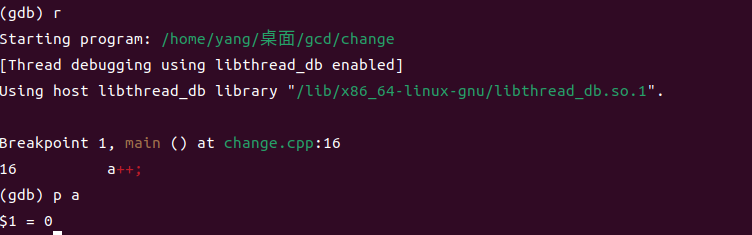 (gdb) r
Starting program: /home/yang/桌面/gcd/change
[Thread debugging using libthread_db enabled]
Using host libthread_db library "/lib/x86_64-linux-gnu/libthread_db.so.1".
Breakpoint 1, main () at change.cpp:16
16          a++;
(gdb) p a
$1 = 0